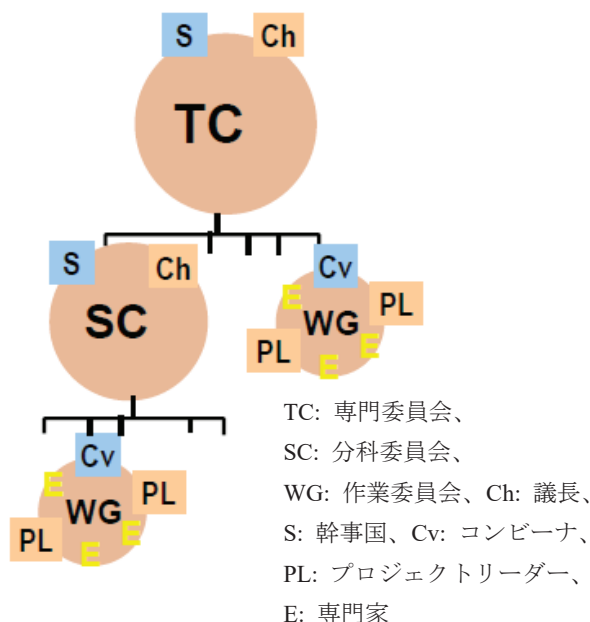 S
Ch
TC
S
Ch
SC
Cv
E
PL
WG
PL
E
E
Cv
E
PL
WG
PL
E
E
TC: 専門委員会、
SC: 分科委員会、
WG: 作業委員会、Ch: 議長、
S: 幹事国、Cv: コンビーナ、
PL: プロジェクトリーダー、
E: 専門家